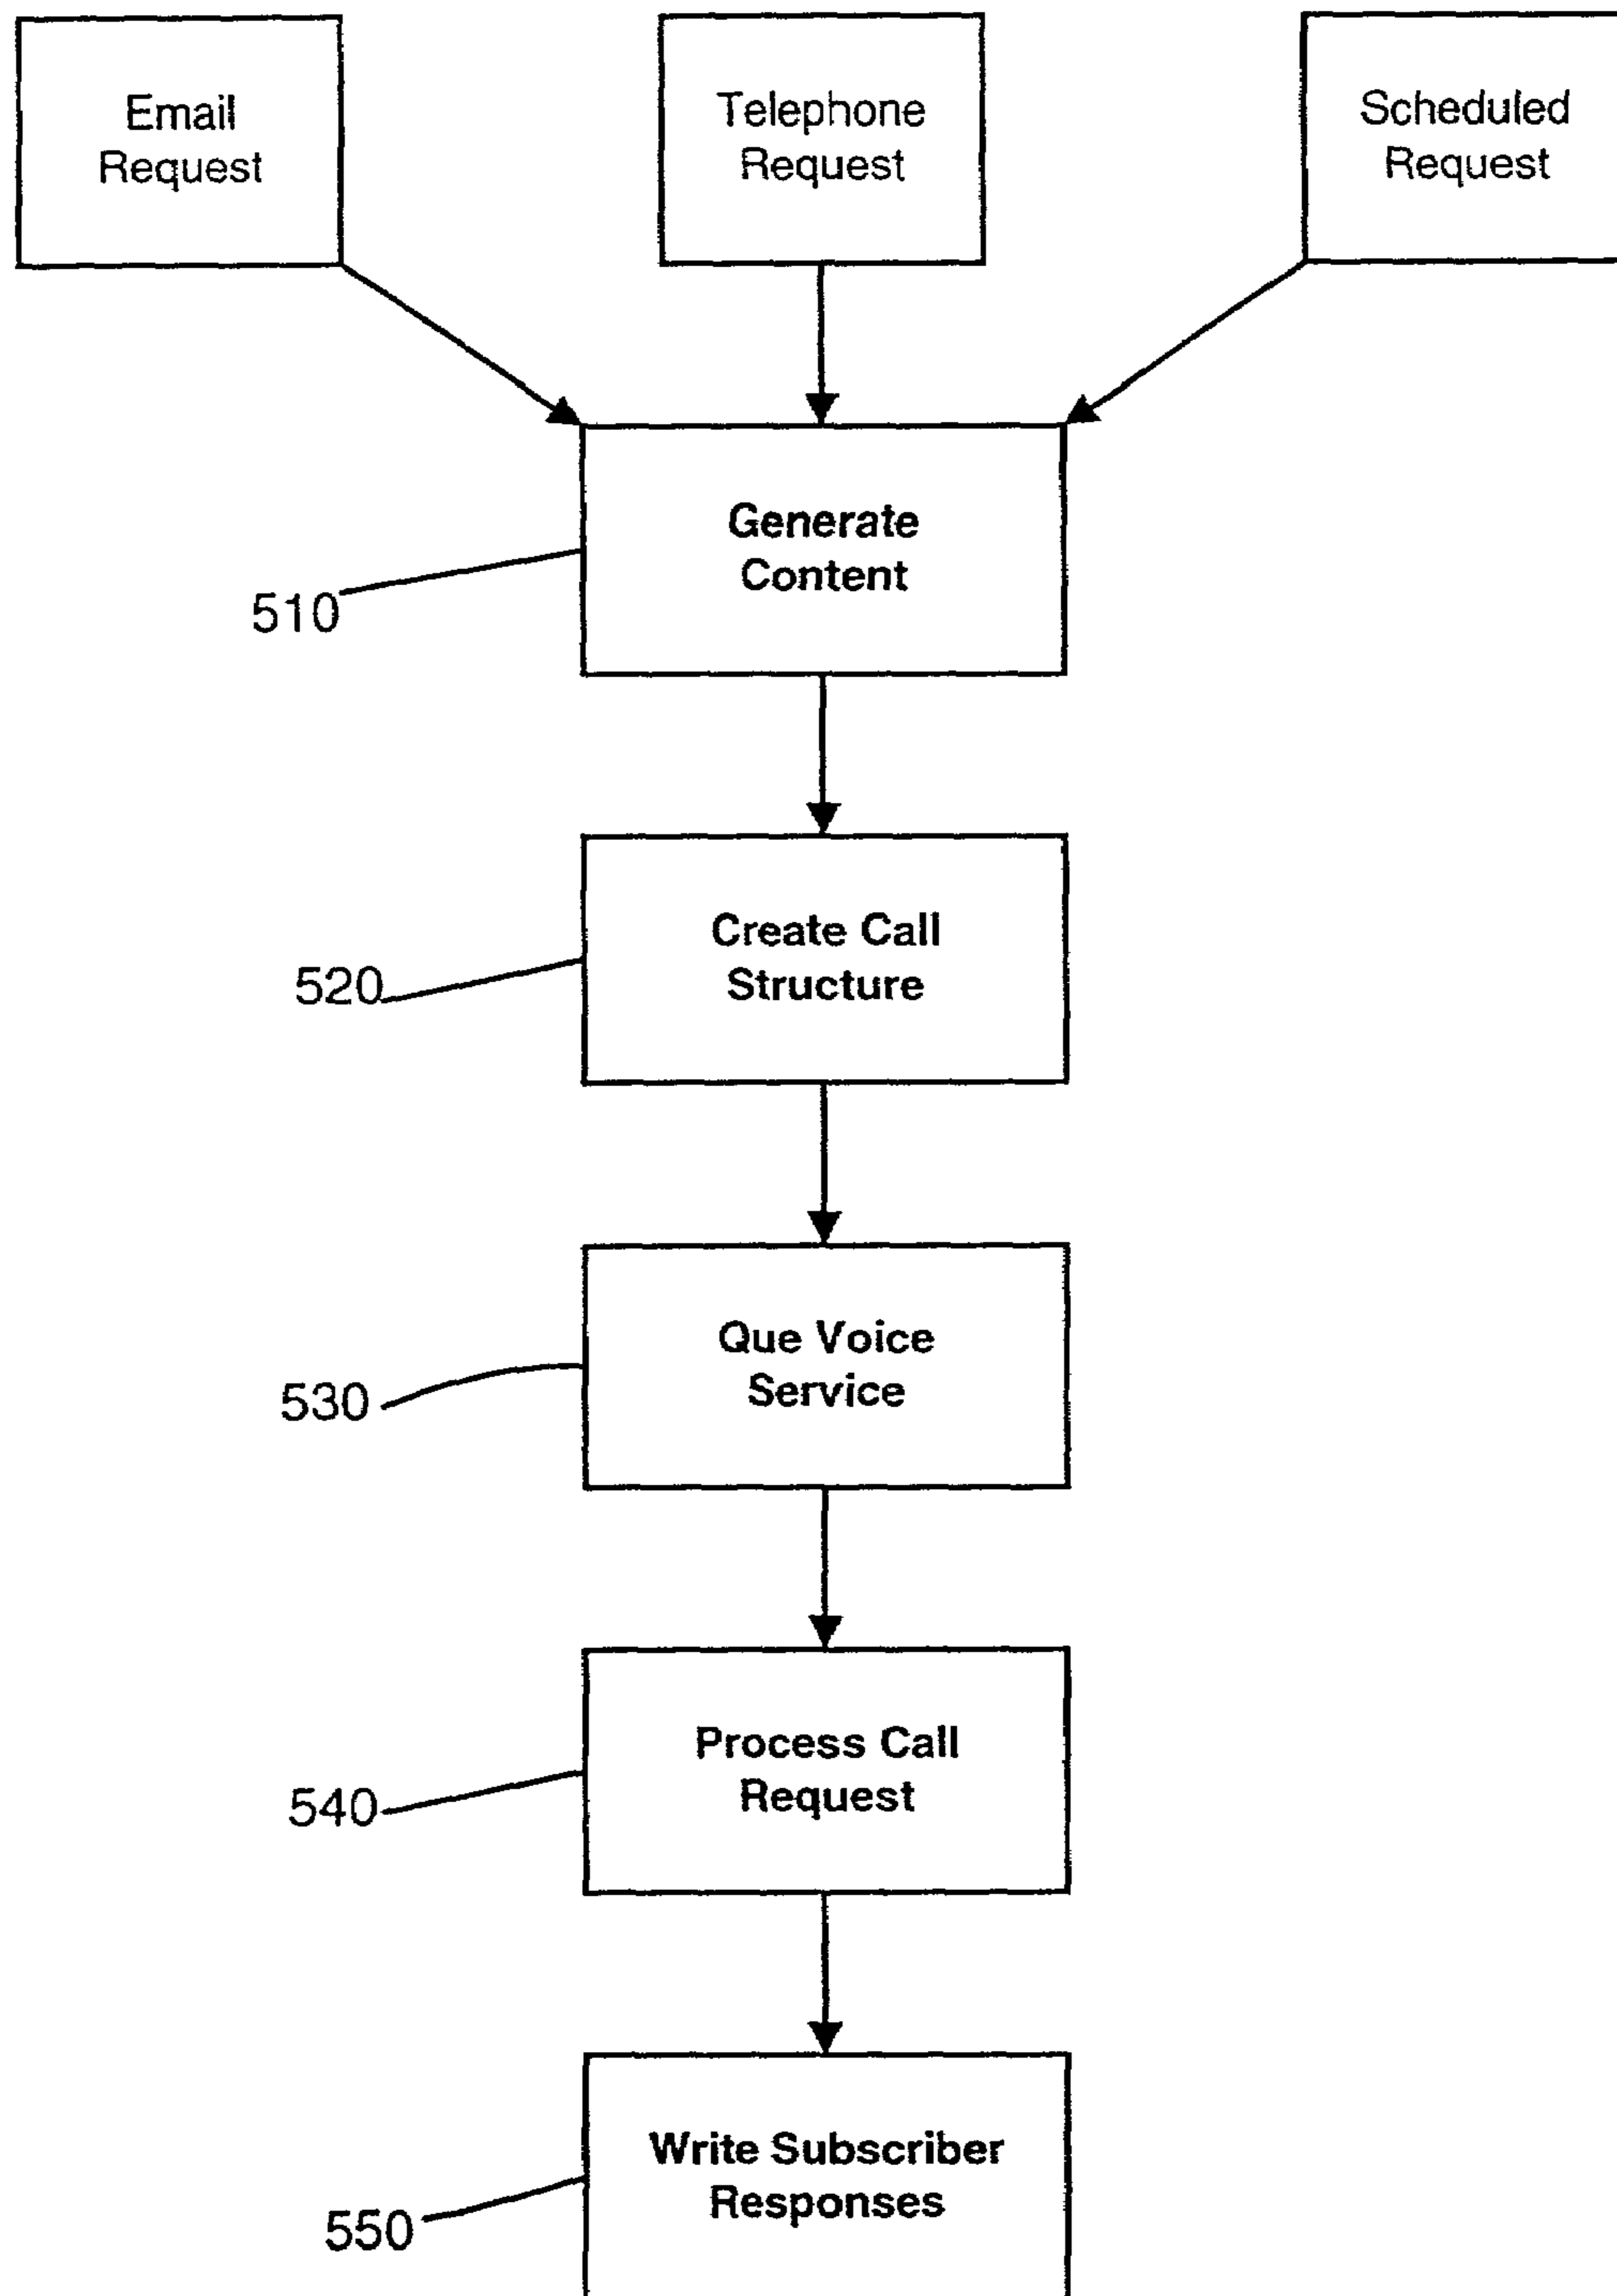 Email
Request
Telephone
Request
Scheduled
Request
Generate
Content
510
Create Call
Structure
520
Que Voice
Service
530
Process Call
Request
540
Write Subscriber
Responses
550